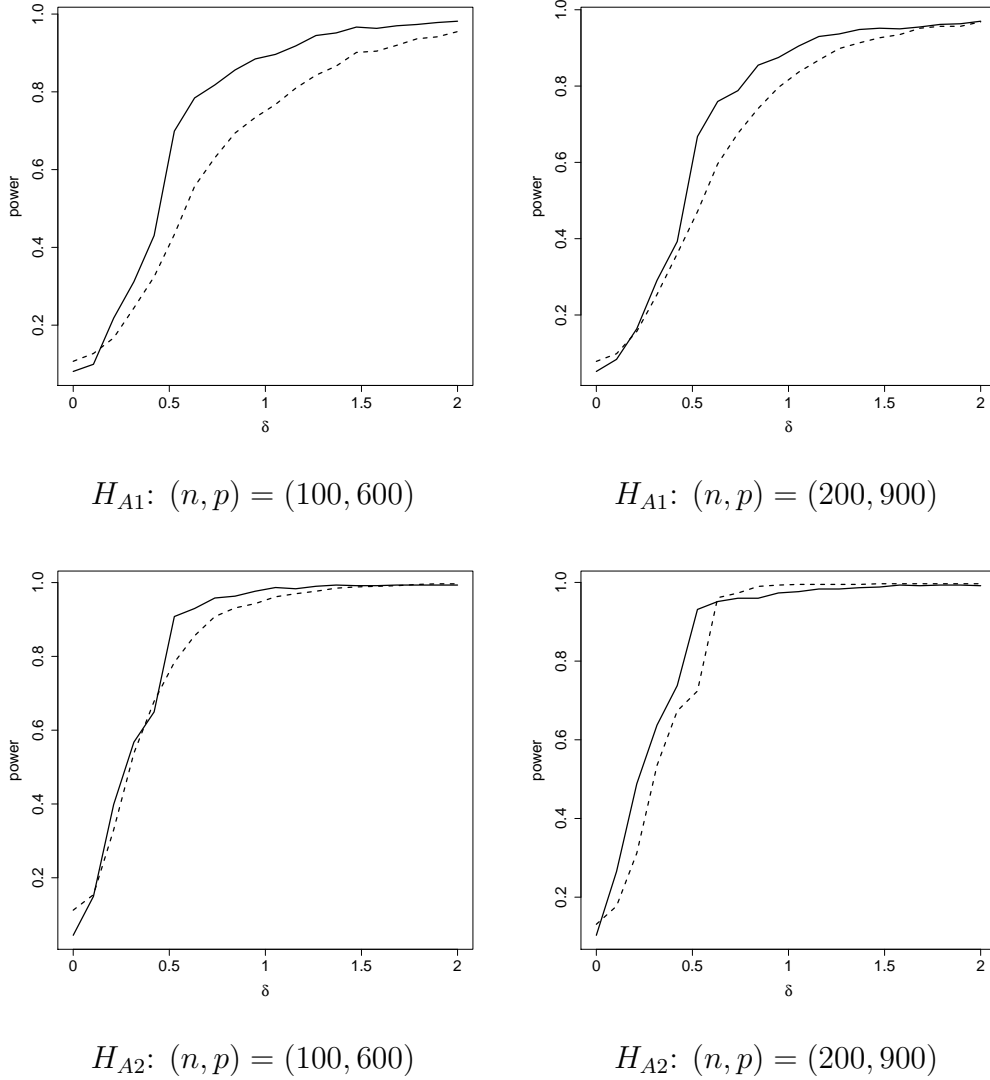 1.0
0.8
0.6
0.4
0.2
power
0 0.5 1 1.5 2
δ
H_{A1}: (n, p) = (100, 600)
1.0
0.8
0.6
0.4
0.2
power
0 0.5 1 1.5 2
δ
H_{A1}: (n, p) = (200, 900)
1.0
0.8
0.6
0.4
0.2
power
0 0.5 1 1.5 2
δ
H_{A2}: (n, p) = (100, 600)
1.0
0.8
0.6
0.4
0.2
power
0 0.5 1 1.5 2
δ
H_{A2}: (n, p) = (200, 900)